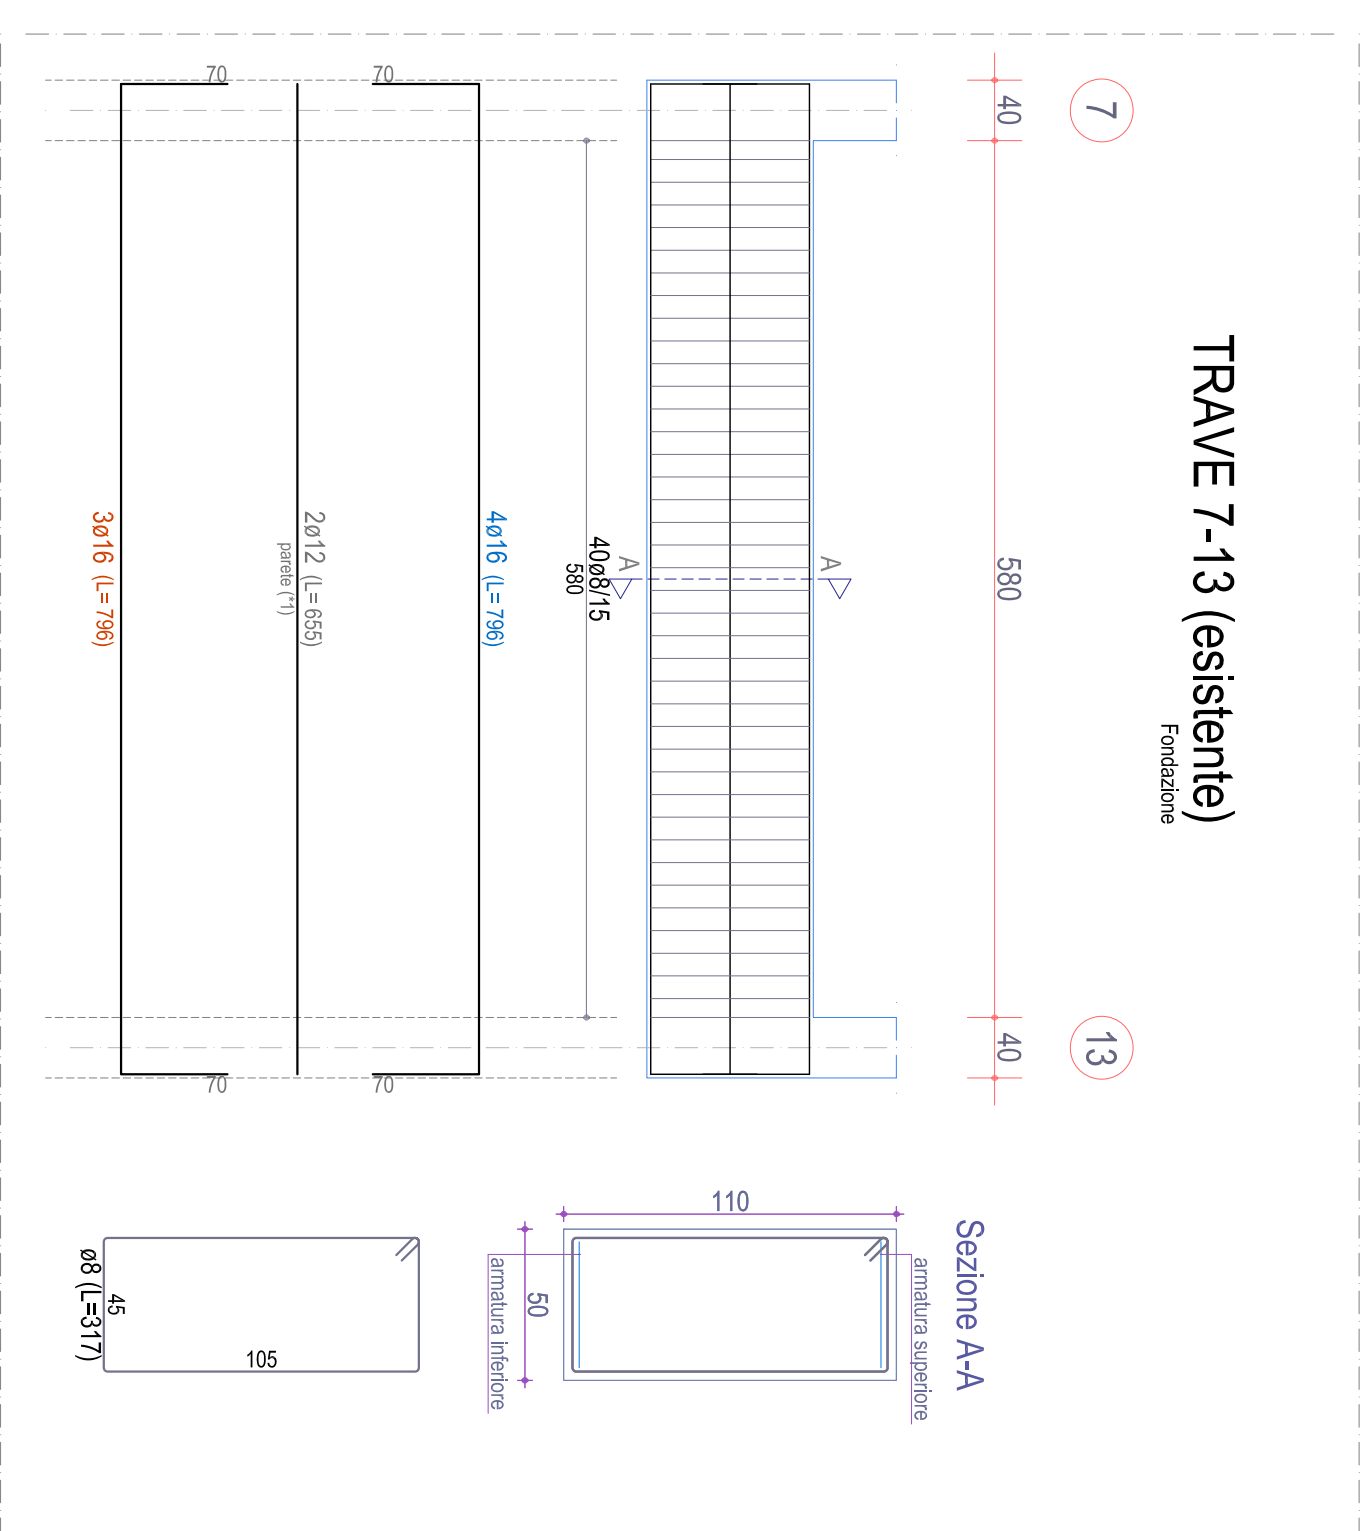 TRAVE 7-13 (esistente)
Fondazione
7
13
40
580
40
A
A
40ø8/15
580
70
70
4ø16 (L= 796)
2ø12 (L= 655)
parete (*1)
3ø16 (L= 796)
70
70
Sezione A-A
armatura superiore
110
50
armatura inferiore
105
45
ø8 (L=317)